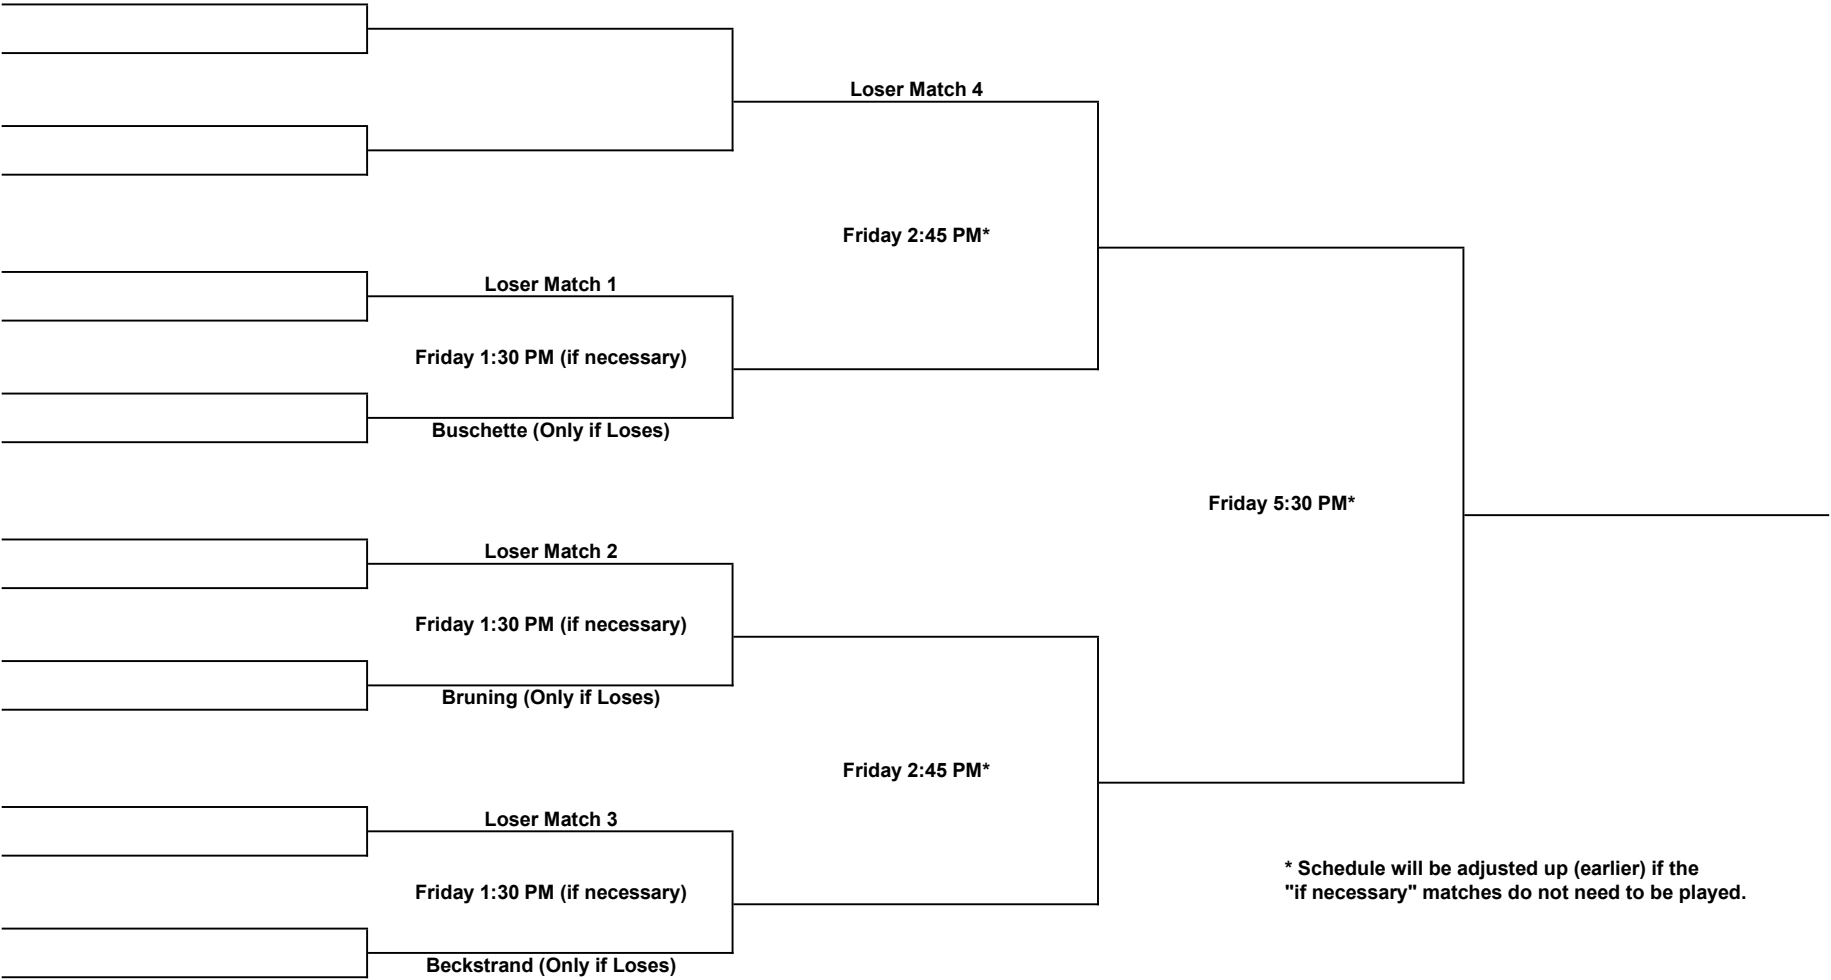 Loser Match 4
Friday 2:45 PM*
Loser Match 1
Friday 1:30 PM (if necessary)
Buschette (Only if Loses)
Friday 5:30 PM*
Loser Match 2
Friday 1:30 PM (if necessary)
Bruning (Only if Loses)
Friday 2:45 PM*
Loser Match 3
Friday 1:30 PM (if necessary)
Beckstrand (Only if Loses)
* Schedule will be adjusted up (earlier) if the
"if necessary" matches do not need to be played.